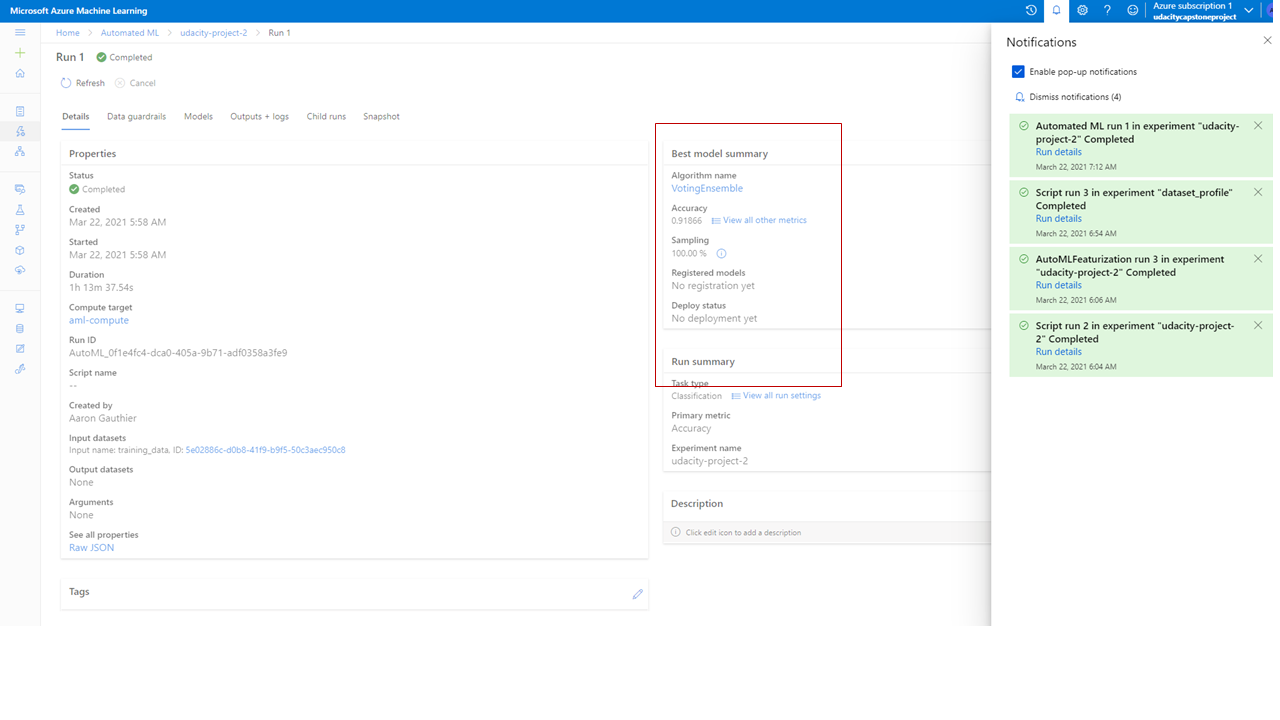 Microsoft Azure Machine Learning
Azure subscription 1
udacitycapstoneproject
Home
Automated ML
udacity-project-2
Run 1
Run 1
Completed
Refresh
Cancel
Details
Data guardrails
Models
Outputs + logs
Child runs
Snapshot
Properties
Status
Completed
Created
Mar 22, 2021 5:58 AM
Started
Mar 22, 2021 5:58 AM
Duration
1h 13m 37.54s
Compute target
aml-compute
Run ID
AutoML_0f1e4fc4-dca0-405a-9b71-adf0358a3fe9
Script name
--
Created by
Aaron Gauthier
Input datasets
Input name: training_data, ID: 5e02886c-d0b8-41f9-b9f5-50c3aec950c8
Output datasets
None
Arguments
None
See all properties
Raw JSON
Tags
Best model summary
Algorithm name
VotingEnsemble
Accuracy
0.91866 View all other metrics
Sampling
100.00 %
Registered models
No registration yet
Deploy status
No deployment yet
Run summary
Task type
Classification View all run settings
Primary metric
Accuracy
Experiment name
udacity-project-2
Description
Click edit icon to add a description
Notifications
Enable pop-up notifications
Dismiss notifications (4)
Automated ML run 1 in experiment "udacity-
project-2" Completed
Run details
March 22, 2021 7:12 AM
Script run 3 in experiment "dataset_profile"
Completed
Run details
March 22, 2021 6:54 AM
AutoMLFeaturization run 3 in experiment
"udacity-project-2" Completed
Run details
March 22, 2021 6:06 AM
Script run 2 in experiment "udacity-project-
2" Completed
Run details
March 22, 2021 6:04 AM